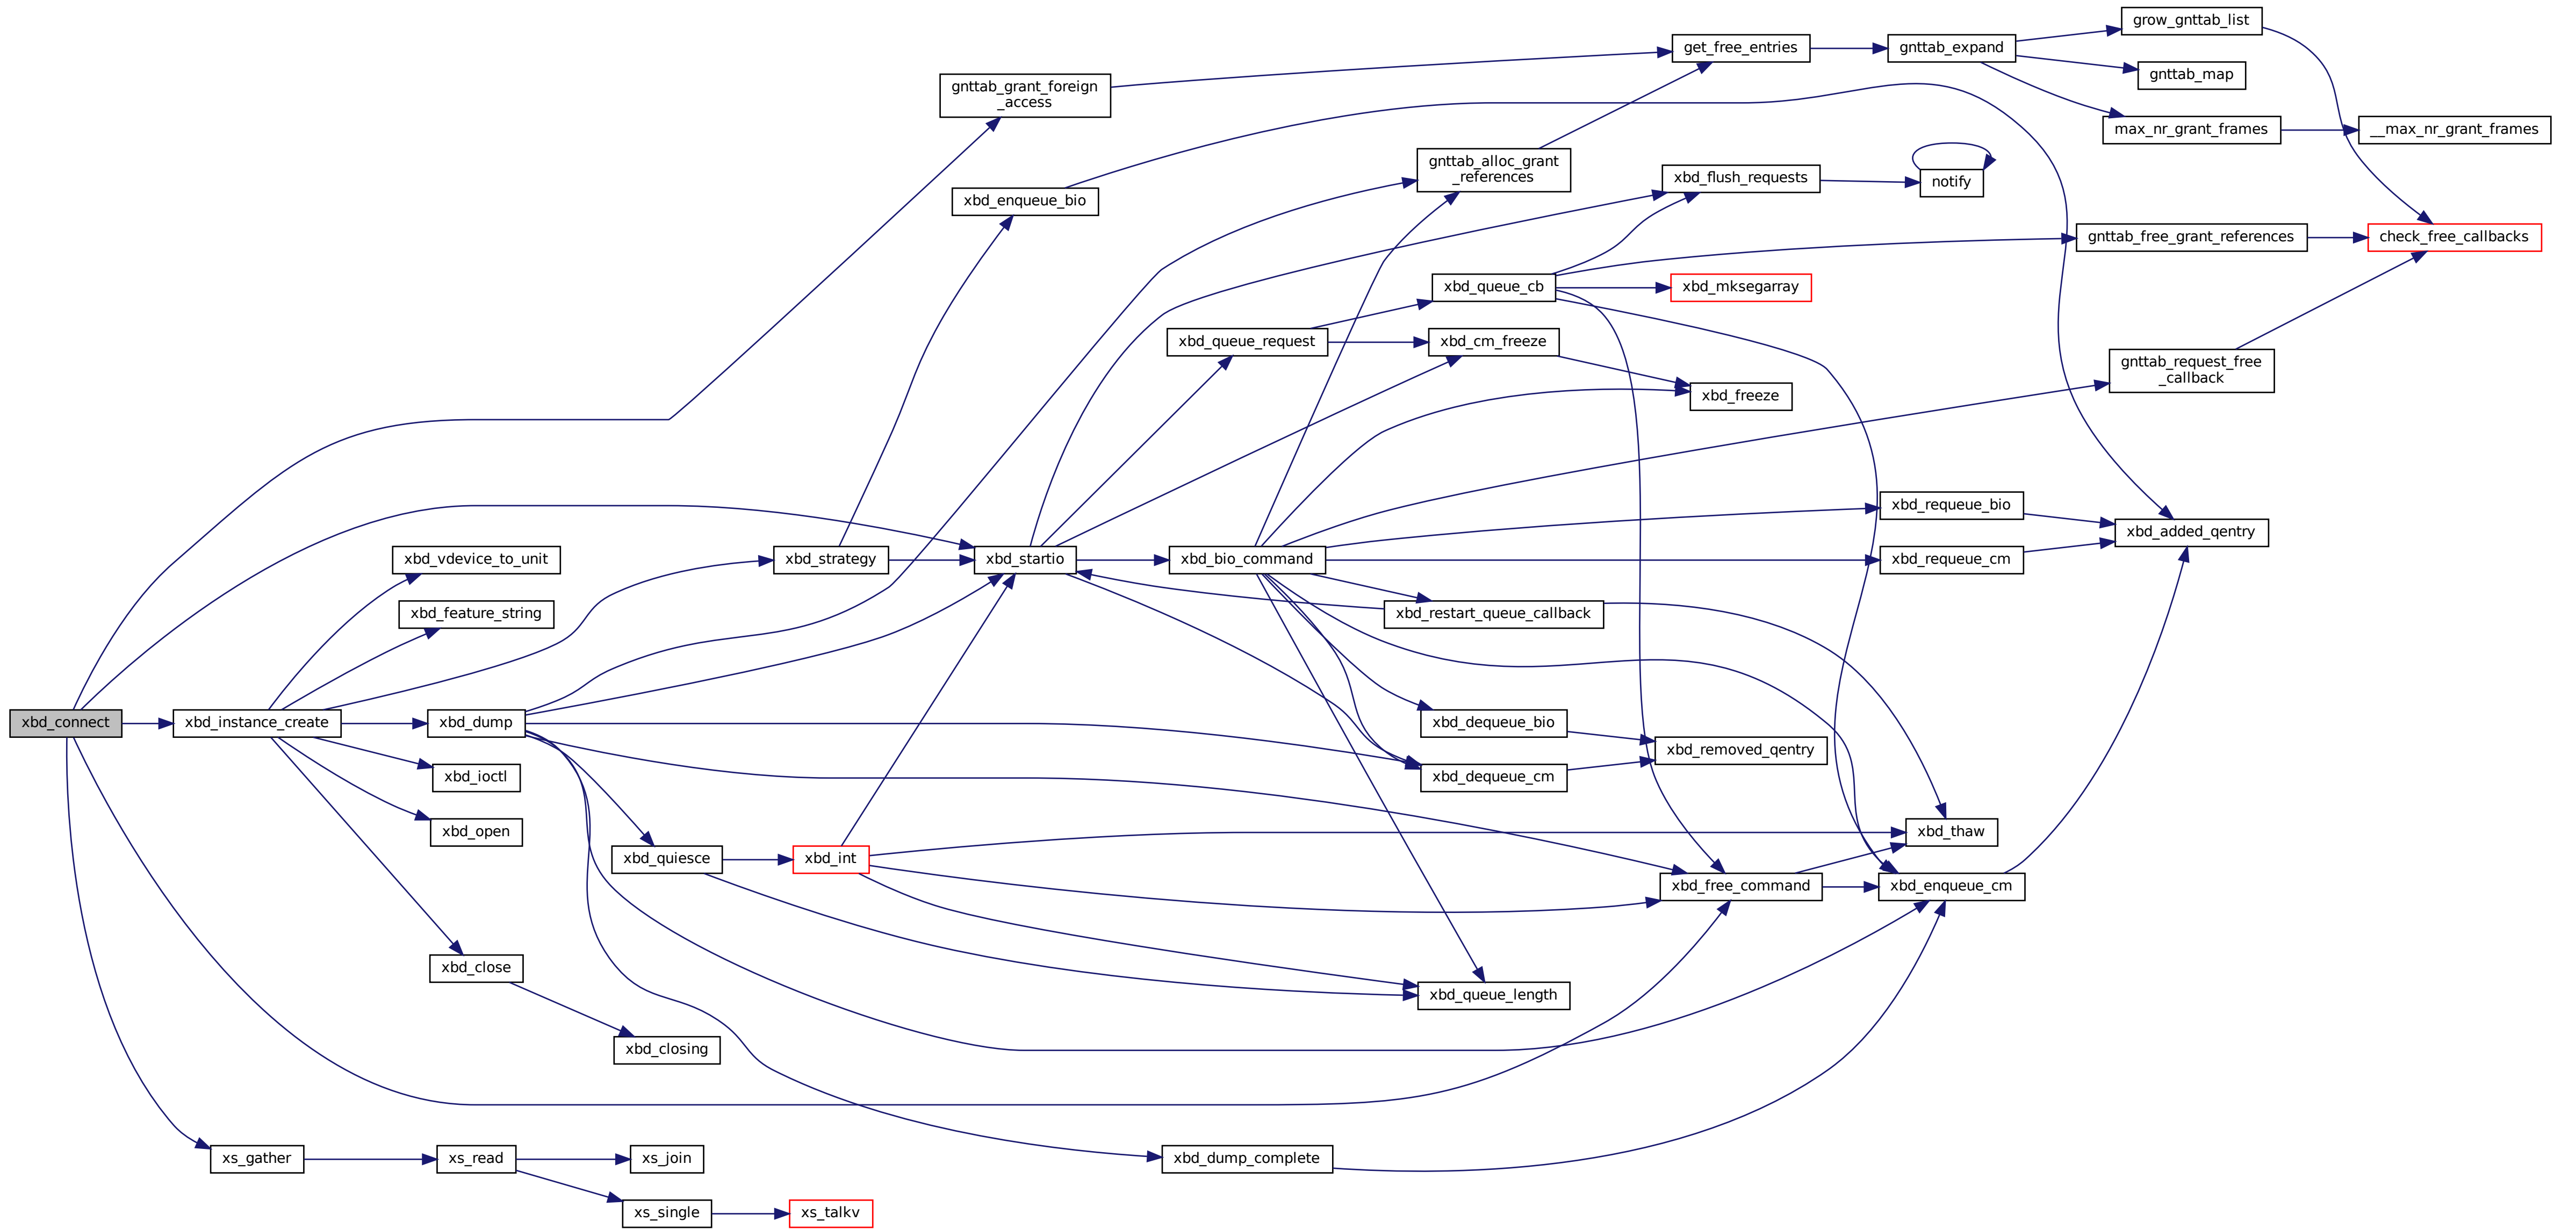 grow_gnttab_list
get_free_entries
gnttab_expand
gnttab_map
gnttab_grant_foreign
_access
max_nr_grant_frames
__max_nr_grant_frames
gnttab_alloc_grant
_references
xbd_flush_requests
notify
xbd_enqueue_bio
gnttab_free_grant_references
check_free_callbacks
xbd_queue_cb
xbd_mksegarray
xbd_queue_request
xbd_cm_freeze
gnttab_request_free
_callback
xbd_freeze
xbd_requeue_bio
xbd_added_qentry
xbd_vdevice_to_unit
xbd_strategy
xbd_startio
xbd_bio_command
xbd_requeue_cm
xbd_feature_string
xbd_restart_queue_callback
xbd_connect
xbd_instance_create
xbd_dump
xbd_dequeue_bio
xbd_removed_qentry
xbd_ioctl
xbd_dequeue_cm
xbd_open
xbd_thaw
xbd_quiesce
xbd_int
xbd_free_command
xbd_enqueue_cm
xbd_close
xbd_queue_length
xbd_closing
xs_gather
xs_read
xs_join
xbd_dump_complete
xs_single
xs_talkv